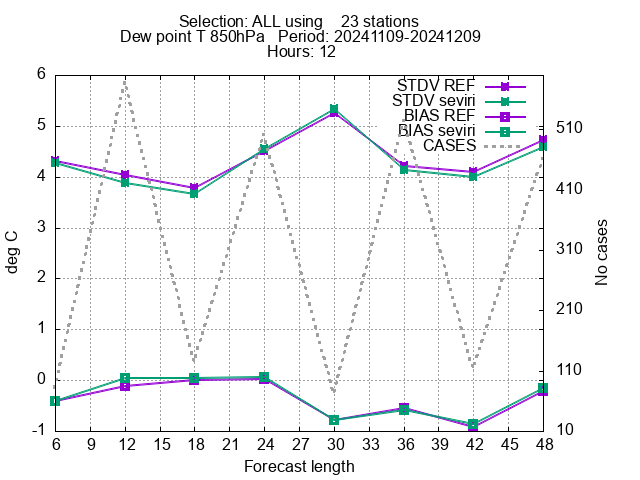 Selection: ALL using 23 stations
Dew point T 850hPa Period: 20241109-20241209
Hours: 12
STDV REF
STDV seviri
BIAS REF
BIAS seviri
CASES
deg C
6
5
4
3
2
1
0
-1
510
410
310
210
110
10
No cases
6 9 12 15 18 21 24 27 30 33 36 39 42 45 48
Forecast length